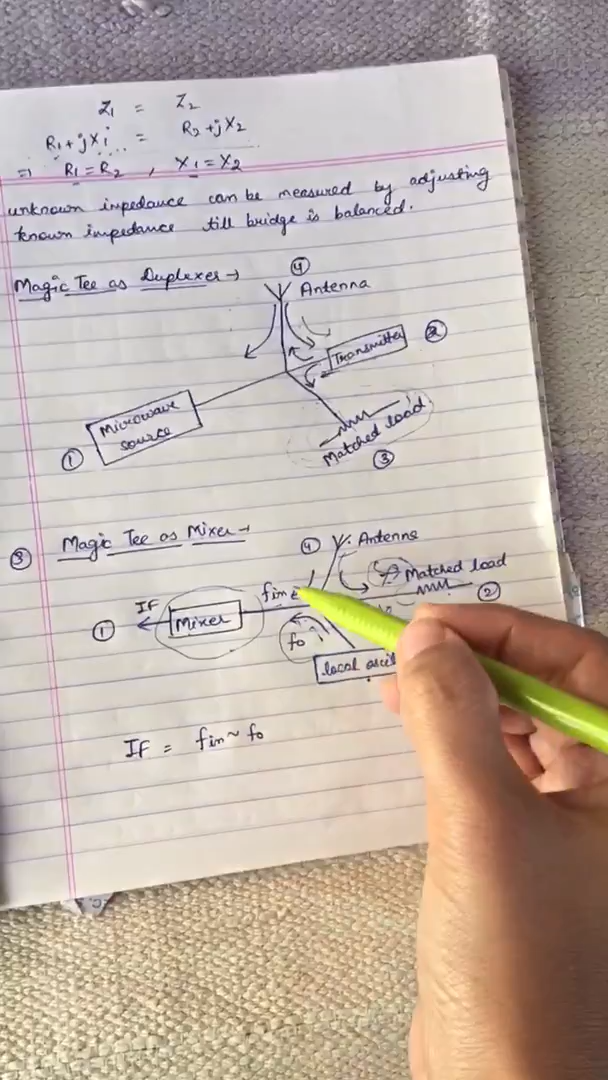 Z1 = Z2
R1+jXi = R2+jX2
=> R1=R2 , X1=X2
unknown inpedance can be measured by adjusting
known impedance till bridge is balanced.
Magic Tee as Duplexer→
④
Antenna
Transmitter ②
Microwave
source
①
Matched load
③
③ Magic Tee as Mixer→
④ Antenna
Matched load
②
fin
IF
① Mixer
fo
local oscil
IF = fin ~ fo